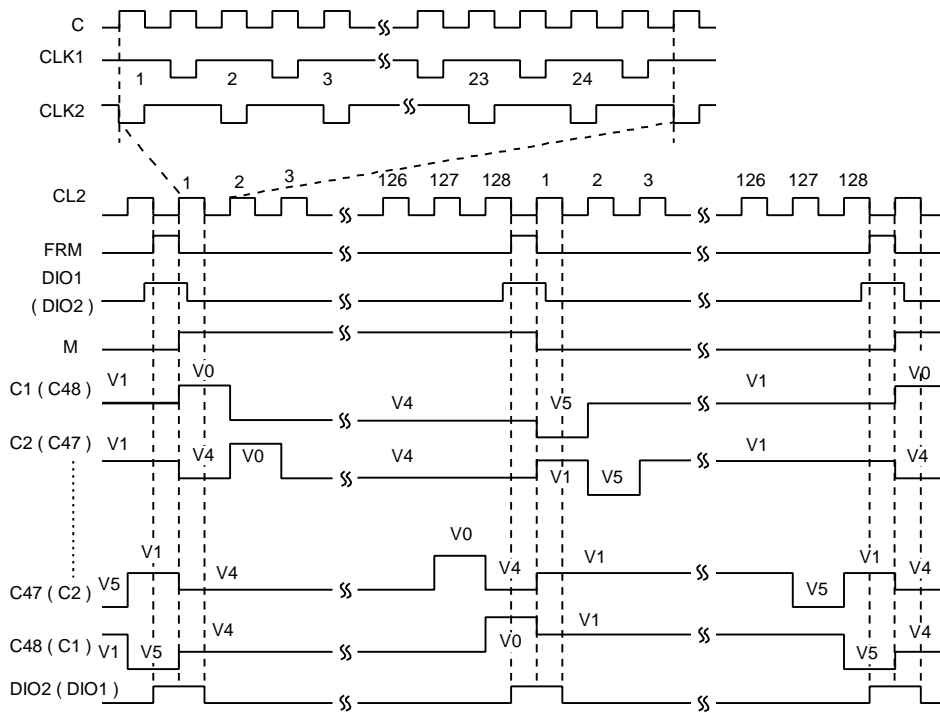 C
CLK1
1 2 3 23 24
CLK2
1 2 3 126 127 128 1 2 3 126 127 128
CL2
FRM
DIO1
( DIO2 )
M
C1 ( C48 ) V1 V0 V4 V5 V1 V0
C2 ( C47 ) V1 V4 V0 V4 V1 V5 V1 V4
V1 V0 V1 V1
C47 ( C2 ) V5 V4 V4 V5 V4
C48 ( C1 ) V1 V5 V4 V0 V1 V5 V4
DIO2 ( DIO1 )